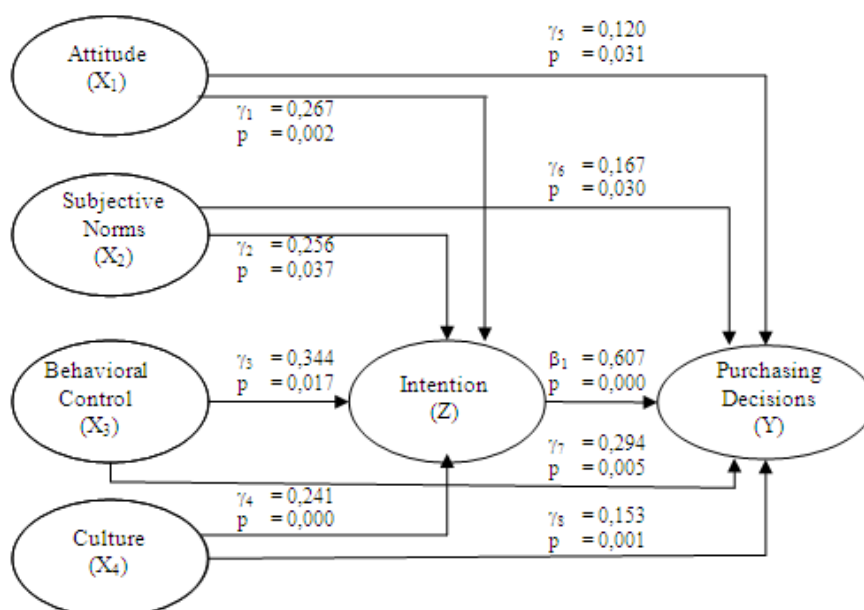 Attitude
(X₁)
γ₅ = 0,120
p = 0,031
γ₁ = 0,267
p = 0,002
Subjective
Norms
(X₂)
γ₆ = 0,167
p = 0,030
γ₂ = 0,256
p = 0,037
Behavioral
Control
(X₃)
γ₃ = 0,344
p = 0,017
Intention
(Z)
β₁ = 0,607
p = 0,000
Purchasing
Decisions
(Y)
γ₇ = 0,294
p = 0,005
γ₄ = 0,241
p = 0,000
Culture
(X₄)
γ₈ = 0,153
p = 0,001